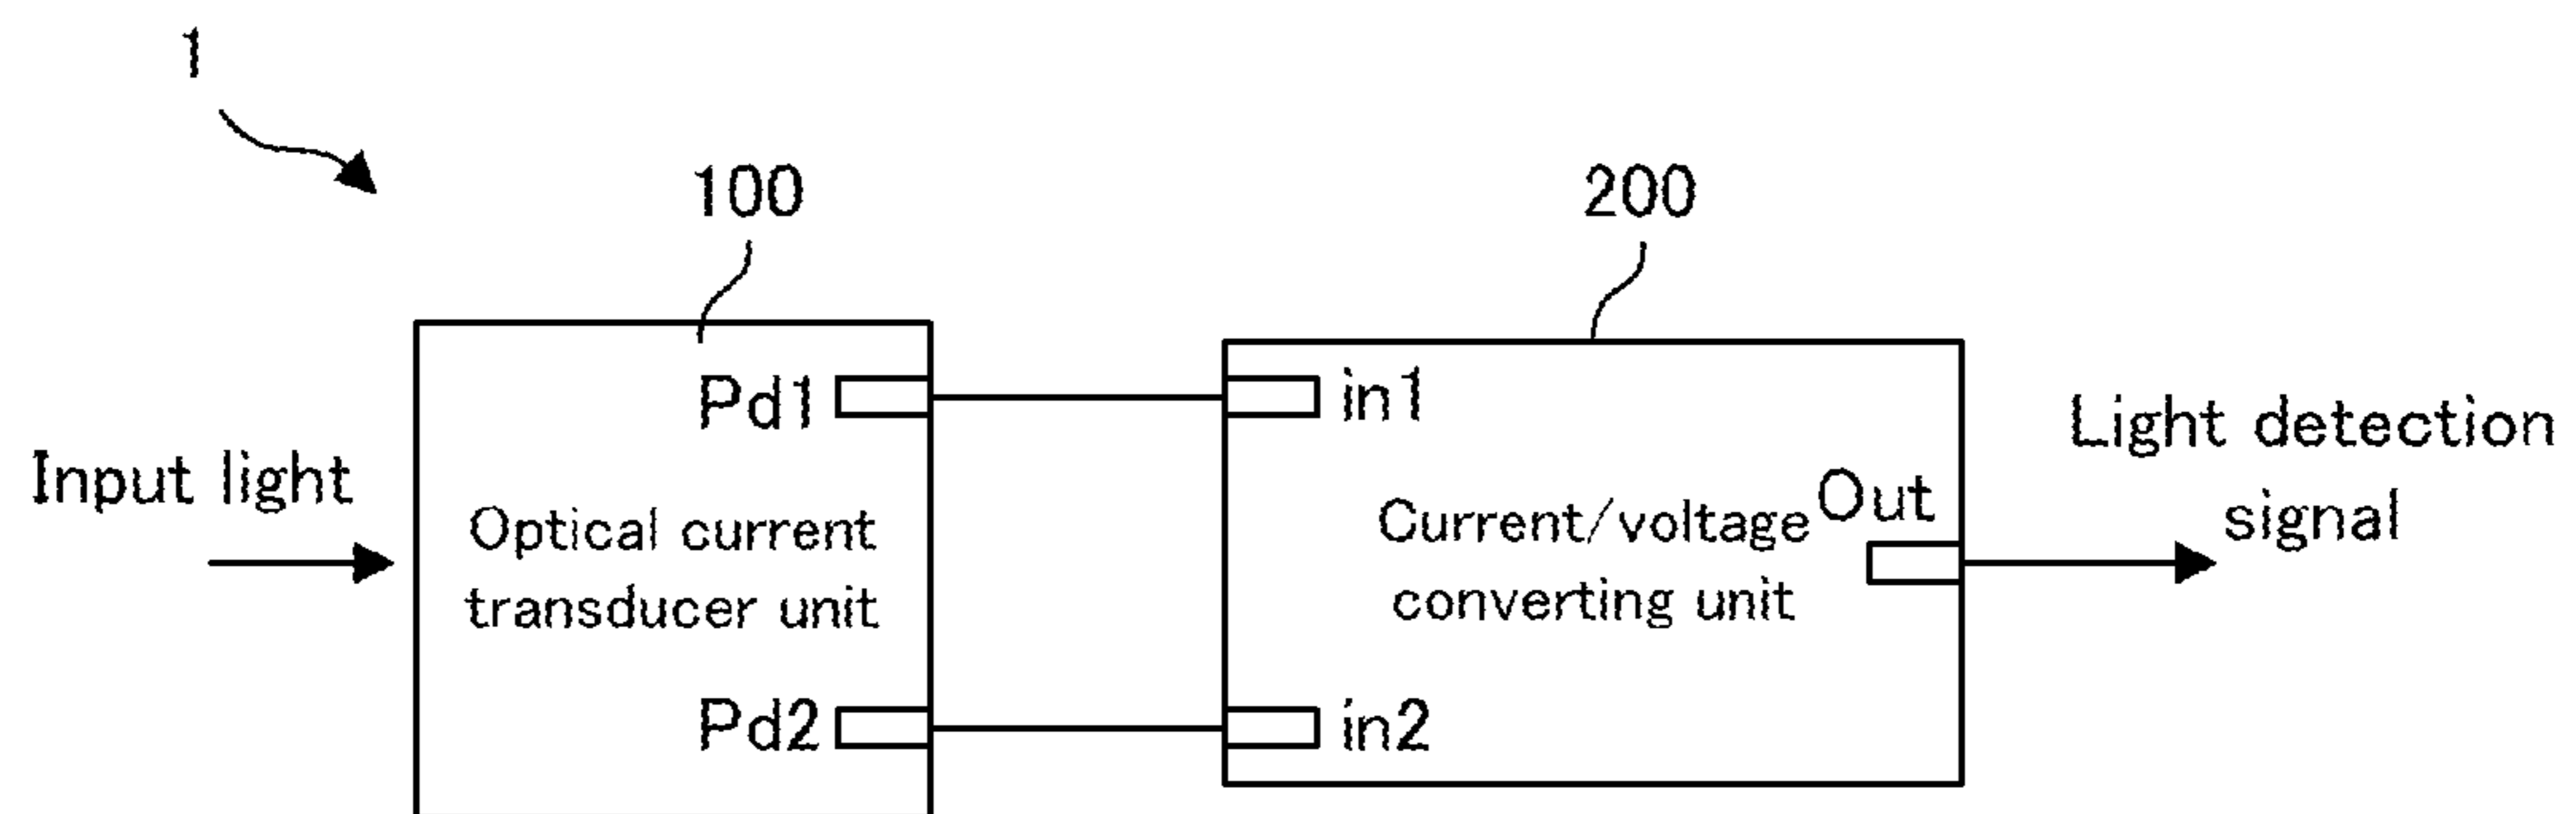 1
100
200
Pd1
in1
Input light
Optical current
transducer unit
Current/voltage
converting unit
Out
Light detection
signal
Pd2
in2